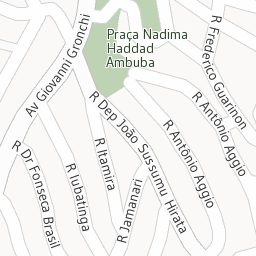 Praça Nadima
Haddad
Ambuba
R Frederico Guarinon
Av Giovanni Gronchi
R Dep João Sussumu Hirata
R Antônio Aggio
R Antônio Aggio
R Itamira
R Iubatinga
R Dr Fonseca Brasil
R Jamanari